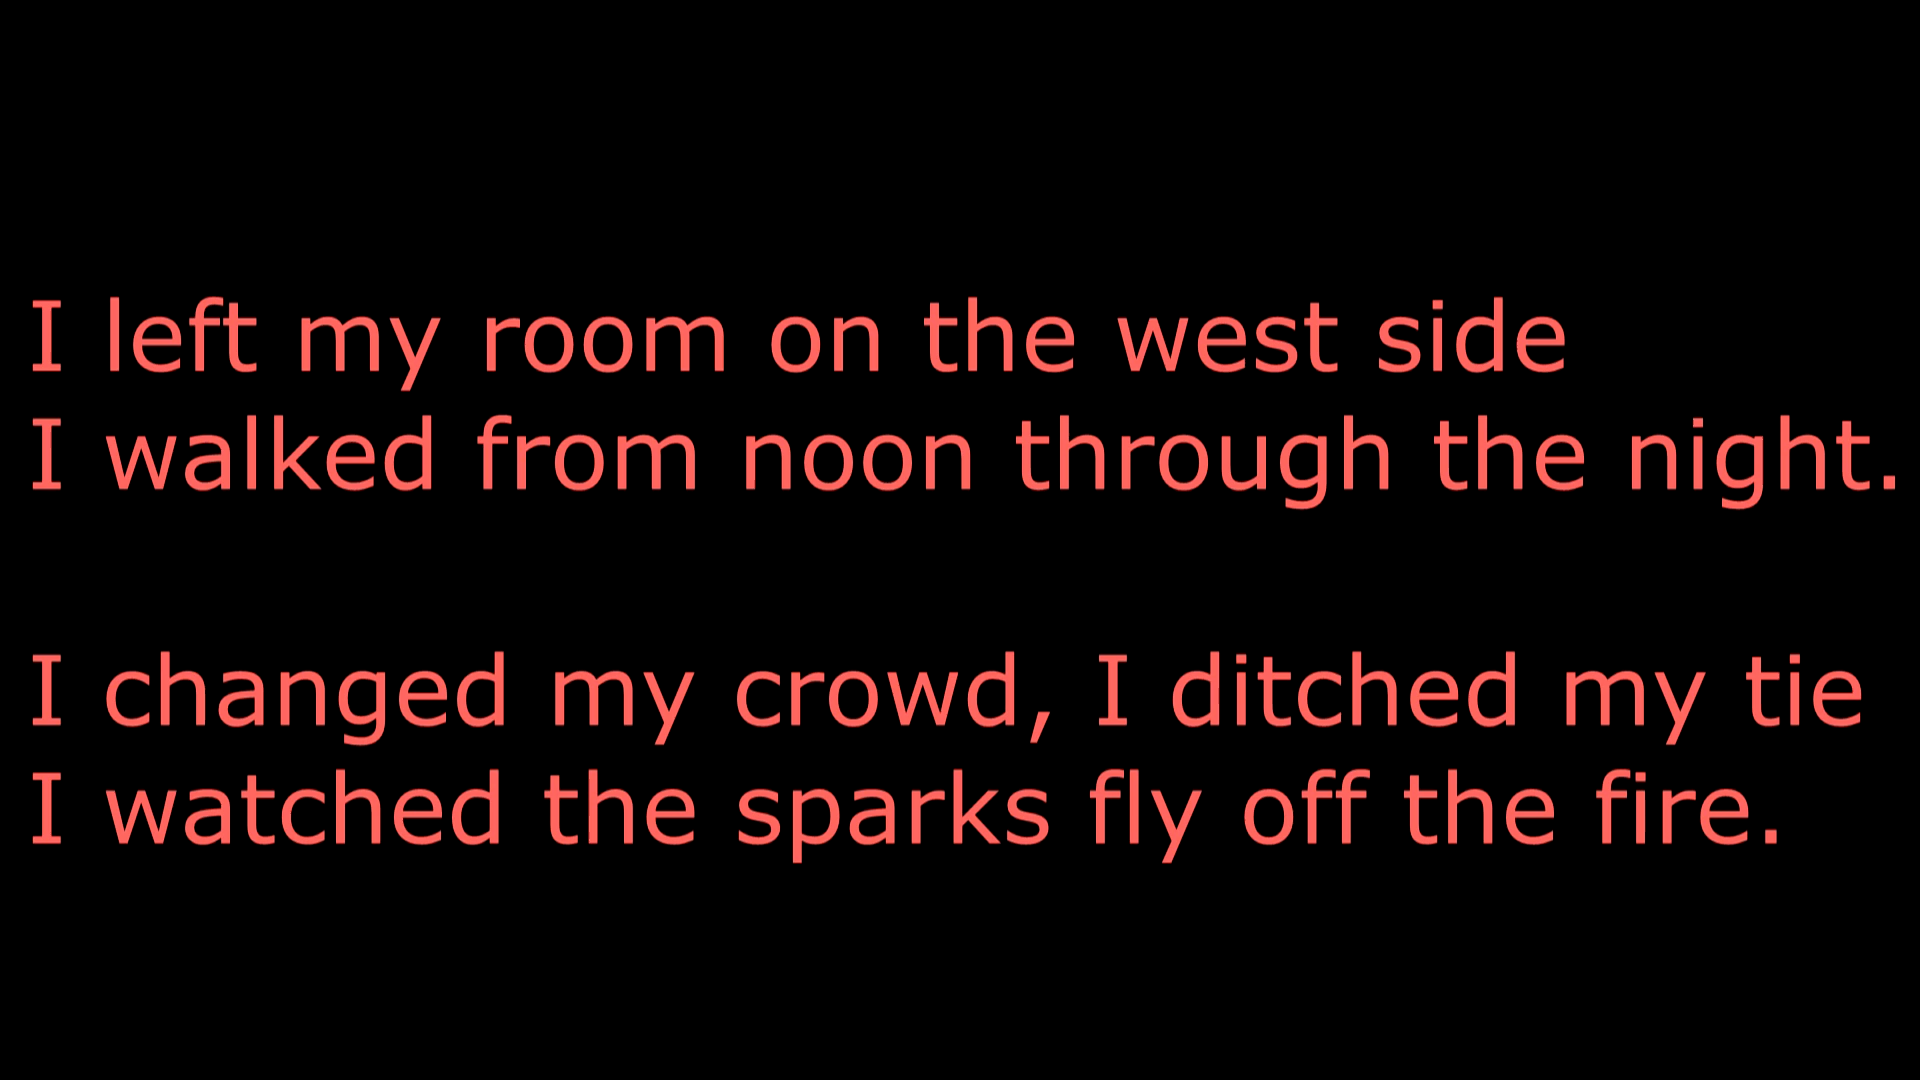 I left my room on the west side
I walked from noon through the night.
I changed my crowd, I ditched my tie
I watched the sparks fly off the fire.